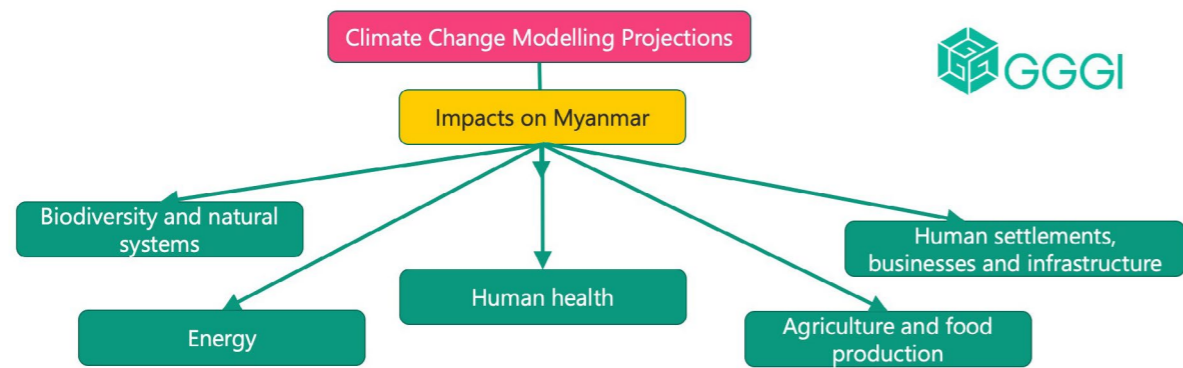 Climate Change Modelling Projections
GGGI
Impacts on Myanmar
Biodiversity and natural
systems
Human settlements,
businesses and infrastructure
Human health
Energy
Agriculture and food
production